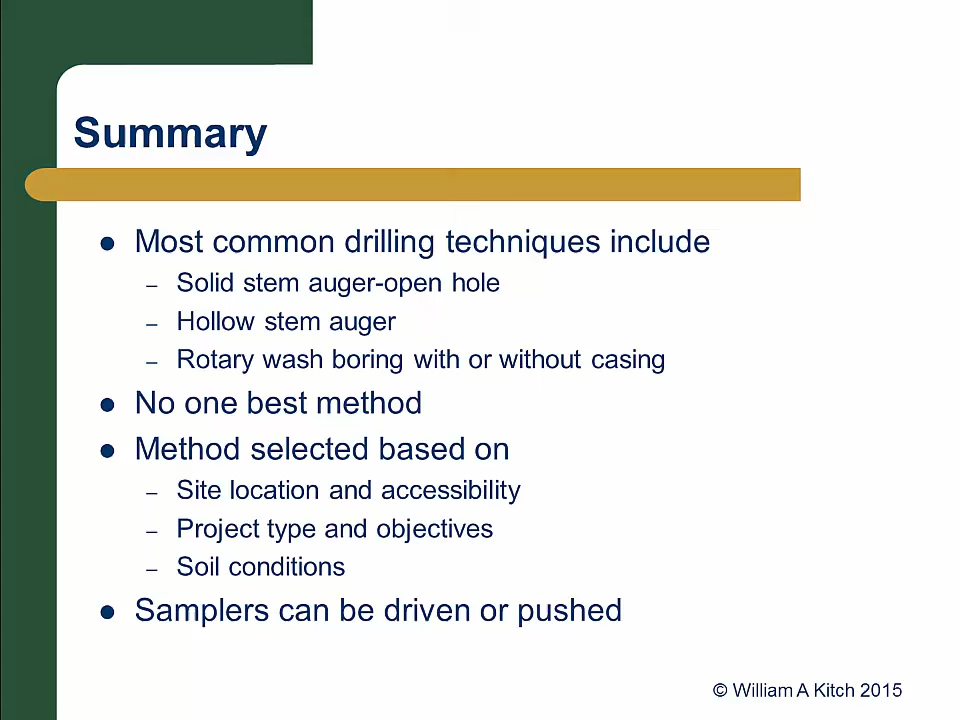 Summary
● Most common drilling techniques include
– Solid stem auger-open hole
– Hollow stem auger
– Rotary wash boring with or without casing
● No one best method
● Method selected based on
– Site location and accessibility
– Project type and objectives
– Soil conditions
● Samplers can be driven or pushed
© William A Kitch 2015